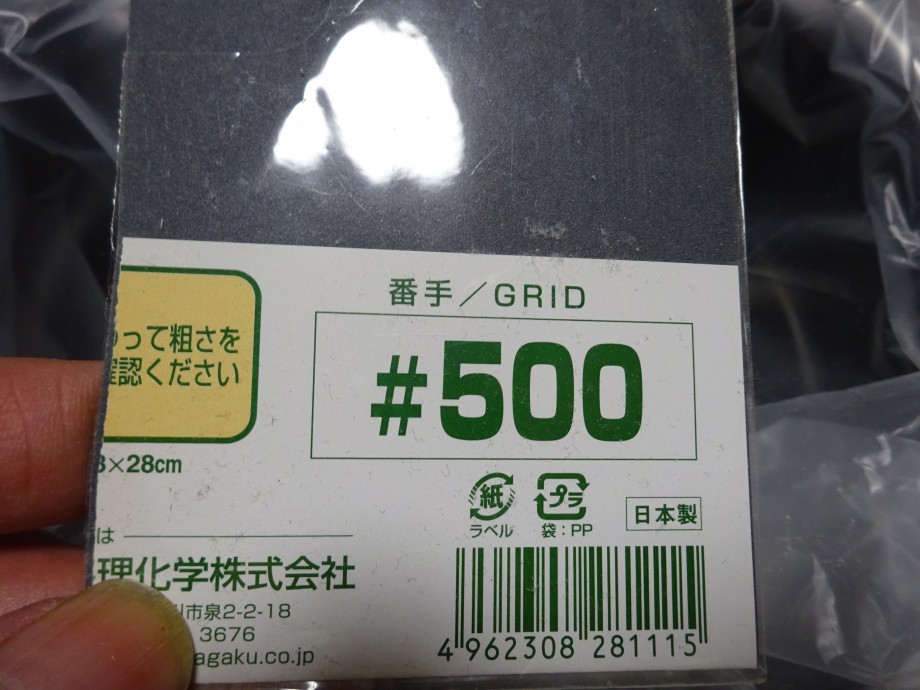 番手／GRID
って粗さを
認ください
#500
×28cm
紙
ラベル
プラ
袋：PP
日本製
は
理化学株式会社
市泉2-2-18
3676
agaku.co.jp
4 962308 281115